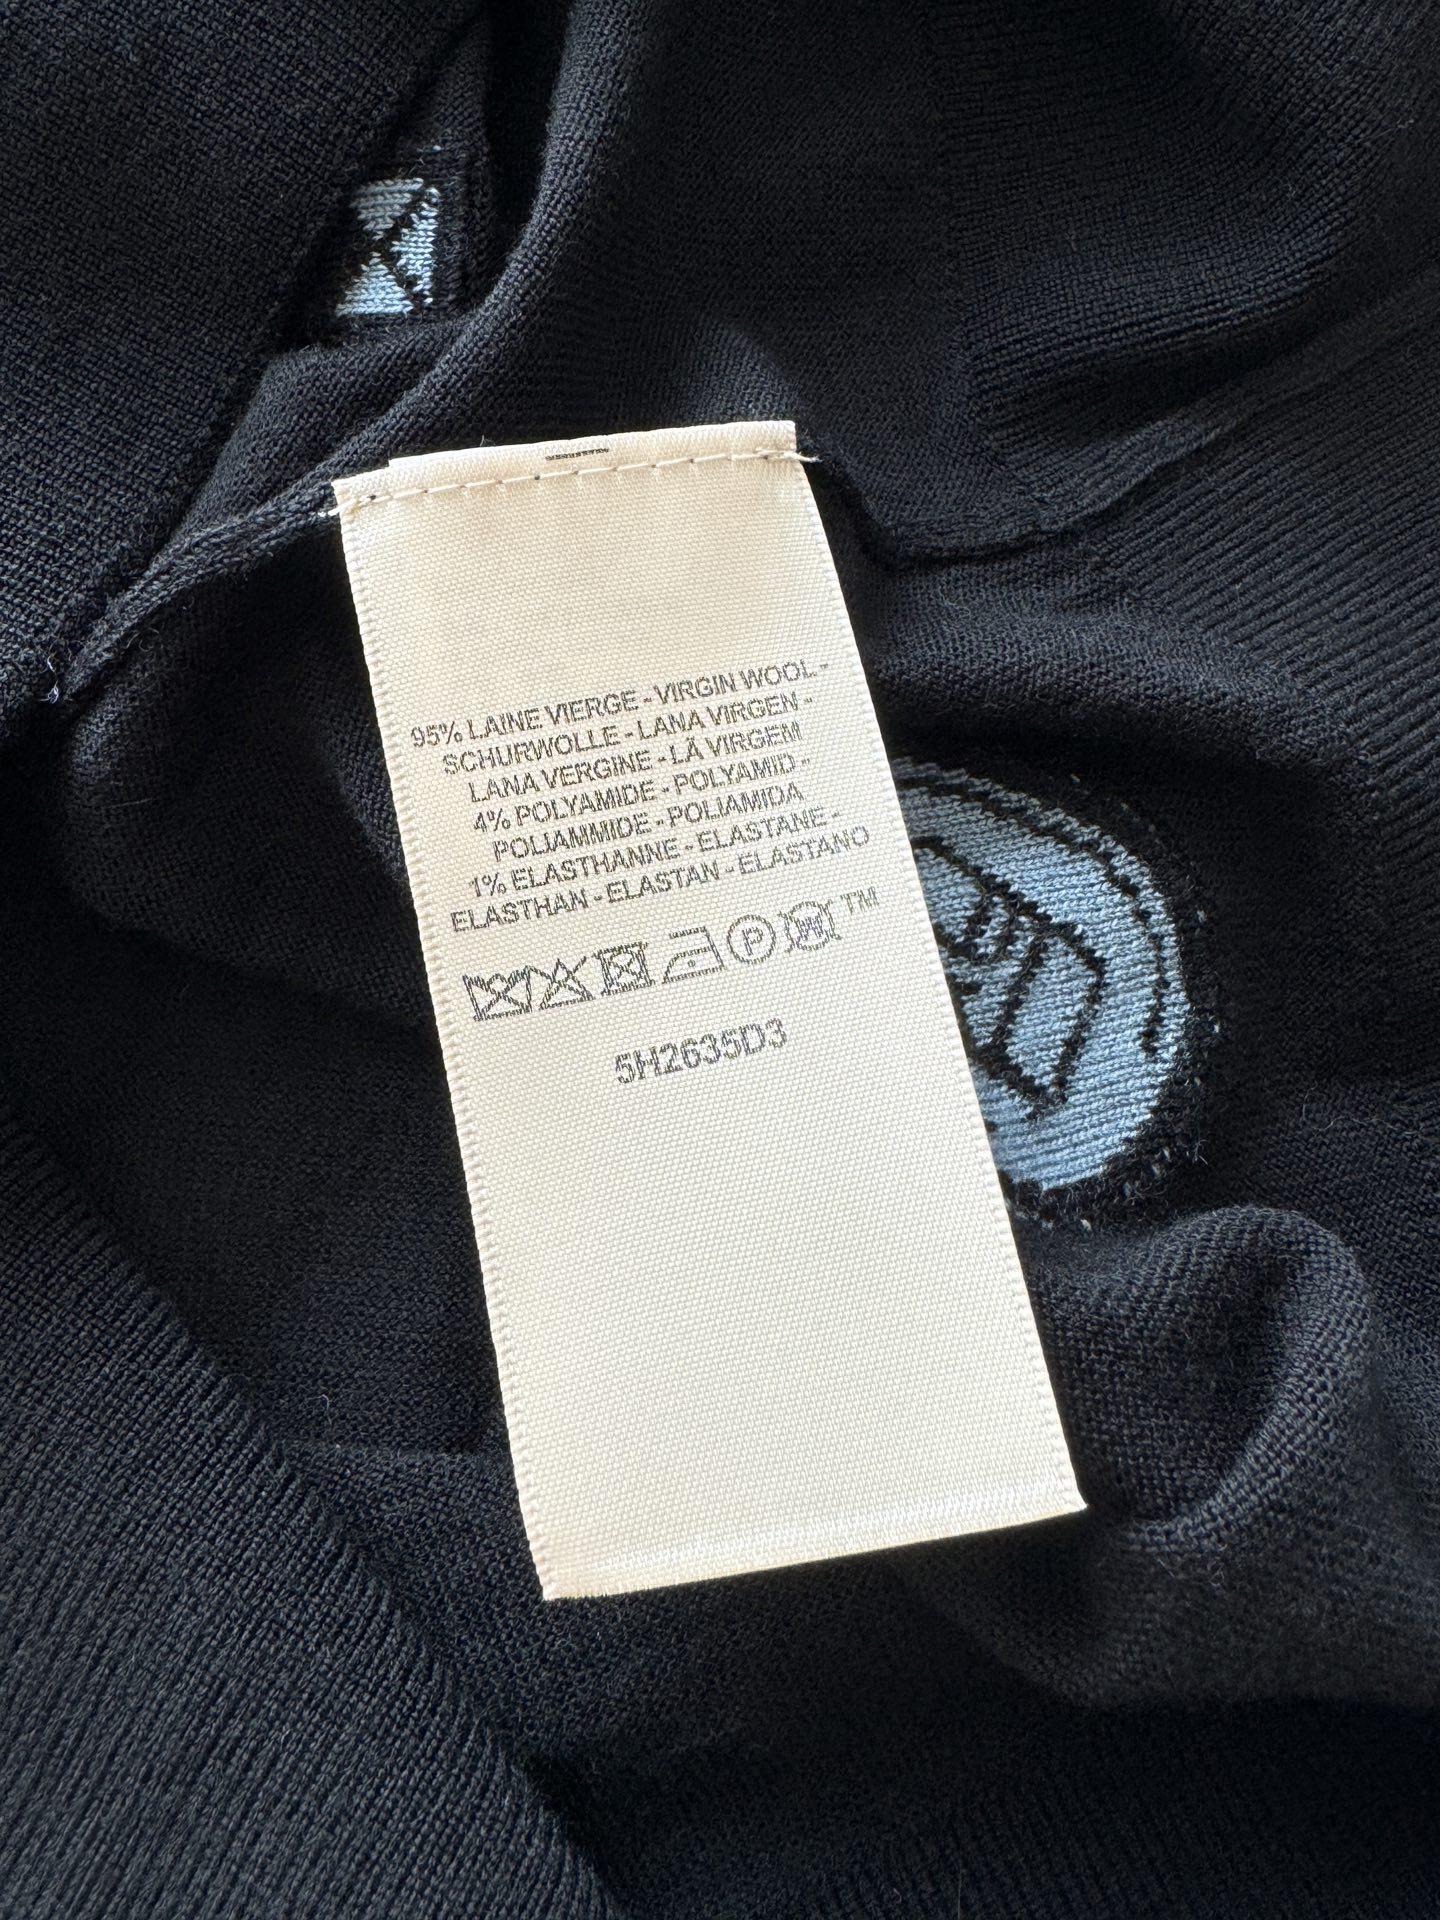 95% LAINE VIERGE - VIRGIN WOOL -
SCHURWOLLE - LANA VIRGEN -
LANA VERGINE - LÃ VIRGEM
4% POLYAMIDE - POLYAMID -
POLIAMMIDE - POLIAMIDA
1% ELASTHANNE - ELASTANE -
ELASTHAN - ELASTAN - ELASTANO
P W TM
5H2635D3